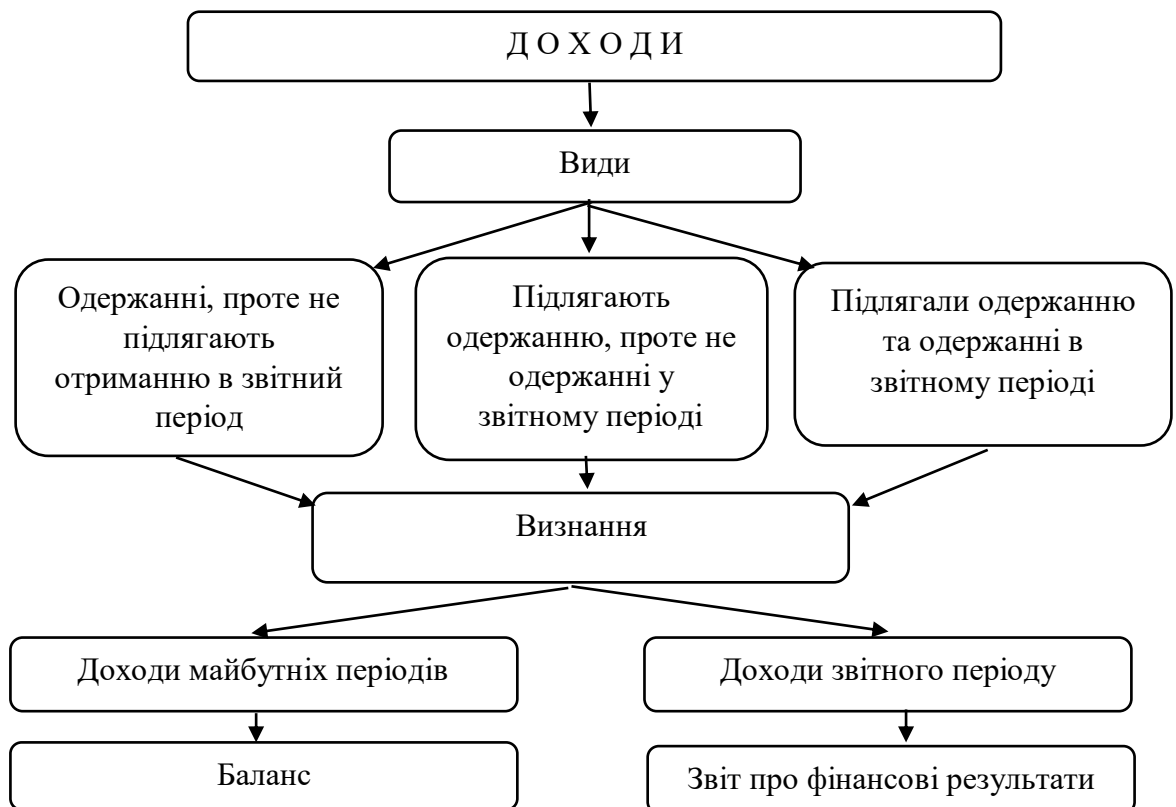 Д О Х О Д И
Види
Одержанні, проте не
підлягають
отриманню в звітний
період
Підлягають
одержанню, проте не
одержанні у
звітному періоді
Підлягали одержанню
та одержанні в
звітному періоді
Визнання
Доходи майбутніх періодів
Доходи звітного періоду
Баланс
Звіт про фінансові результати